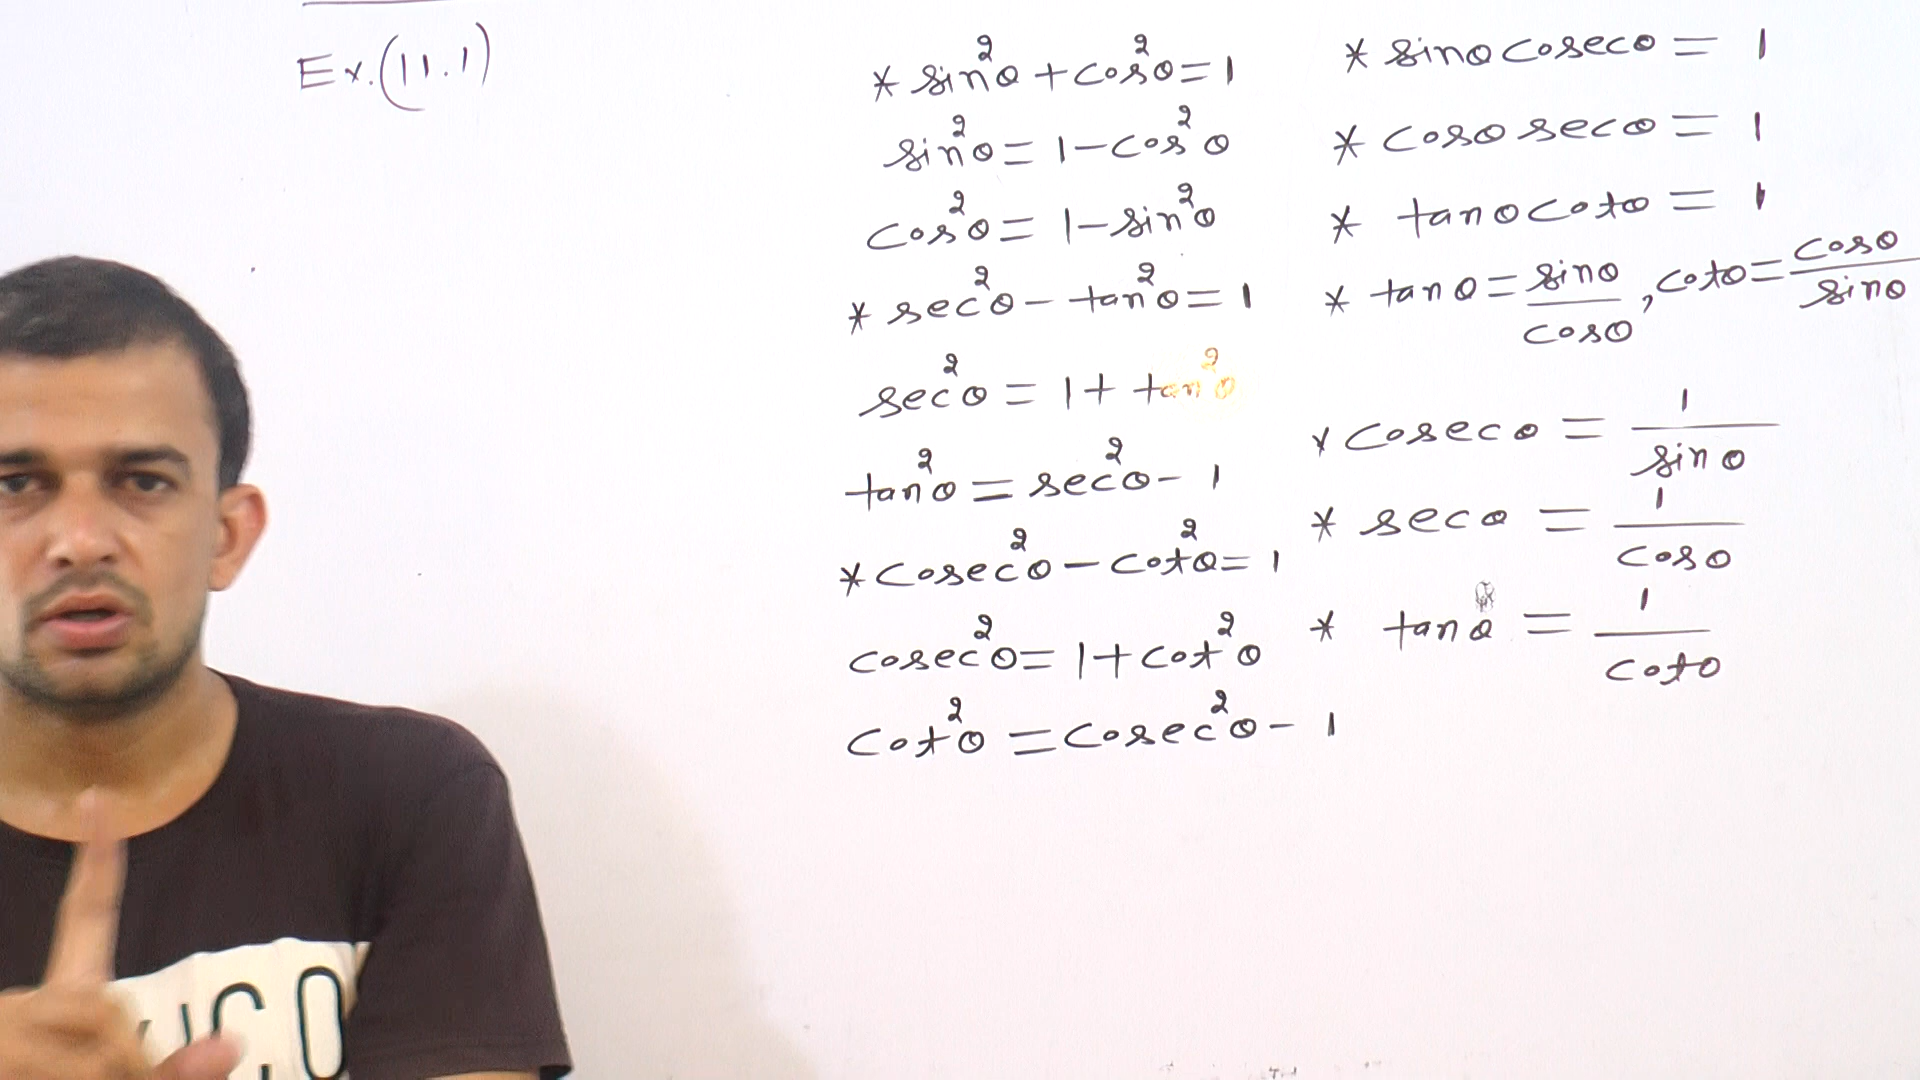 Ex.(11.1)
* sin²θ + cos²θ = 1
sin²θ = 1 - cos²θ
cos²θ = 1 - sin²θ
* sec²θ - tan²θ = 1
sec²θ = 1 + tan²θ
tan²θ = sec²θ - 1
* cosec²θ - cot²θ = 1
cosec²θ = 1 + cot²θ
cot²θ = cosec²θ - 1
* sinθ cosecθ = 1
* cosθ secθ = 1
* tanθ cotθ = 1
* tanθ = sinθ/cosθ, cotθ = cosθ/sinθ
* cosecθ = 1/sinθ
* secθ = 1/cosθ
* tanθ = 1/cotθ